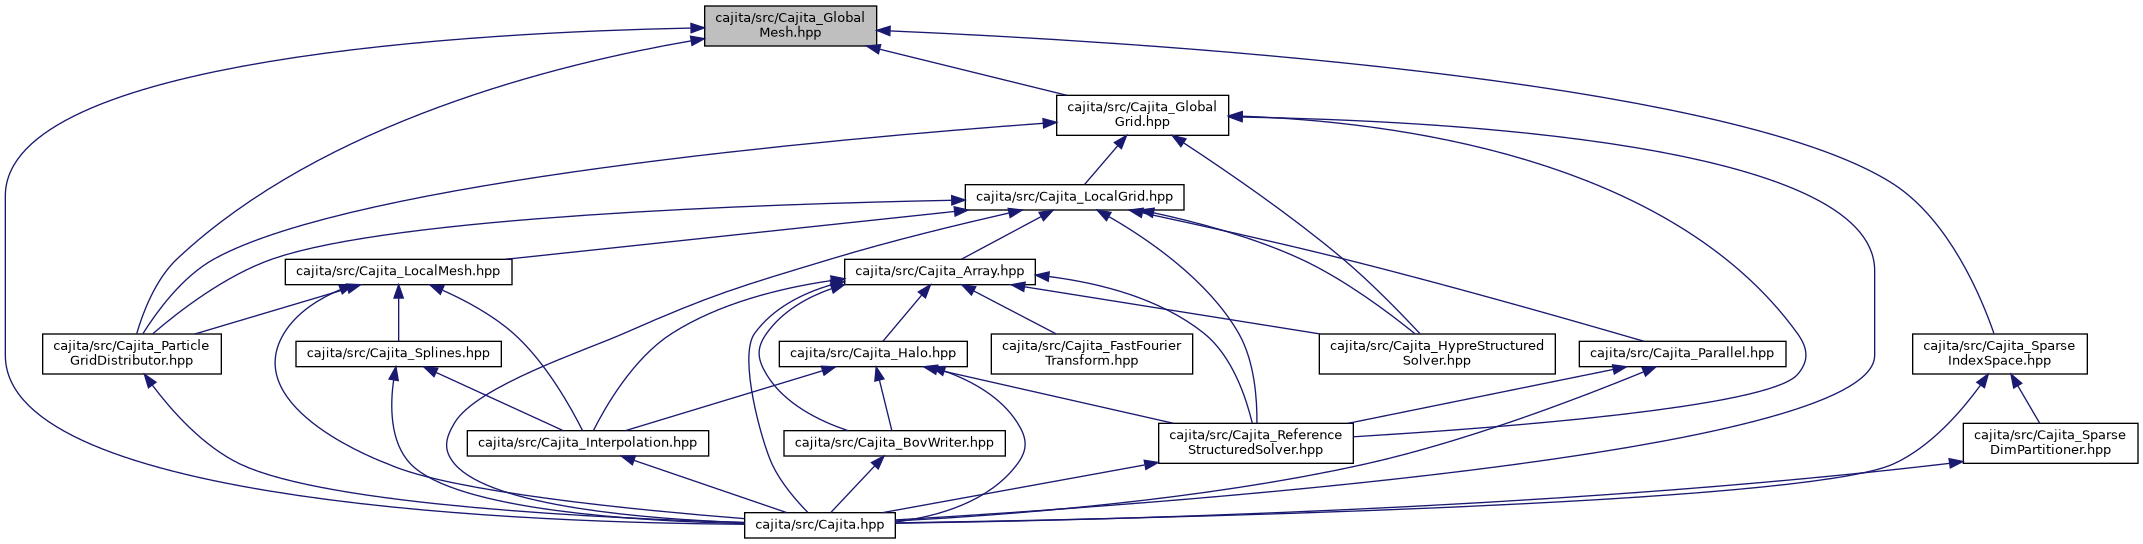 cajita/src/Cajita_Global
Mesh.hpp
cajita/src/Cajita_Global
Grid.hpp
cajita/src/Cajita_LocalGrid.hpp
cajita/src/Cajita_LocalMesh.hpp
cajita/src/Cajita_Array.hpp
cajita/src/Cajita_Particle
GridDistributor.hpp
cajita/src/Cajita_Splines.hpp
cajita/src/Cajita_Halo.hpp
cajita/src/Cajita_FastFourier
Transform.hpp
cajita/src/Cajita_HypreStructured
Solver.hpp
cajita/src/Cajita_Parallel.hpp
cajita/src/Cajita_Sparse
IndexSpace.hpp
cajita/src/Cajita_Interpolation.hpp
cajita/src/Cajita_BovWriter.hpp
cajita/src/Cajita_Reference
StructuredSolver.hpp
cajita/src/Cajita_Sparse
DimPartitioner.hpp
cajita/src/Cajita.hpp